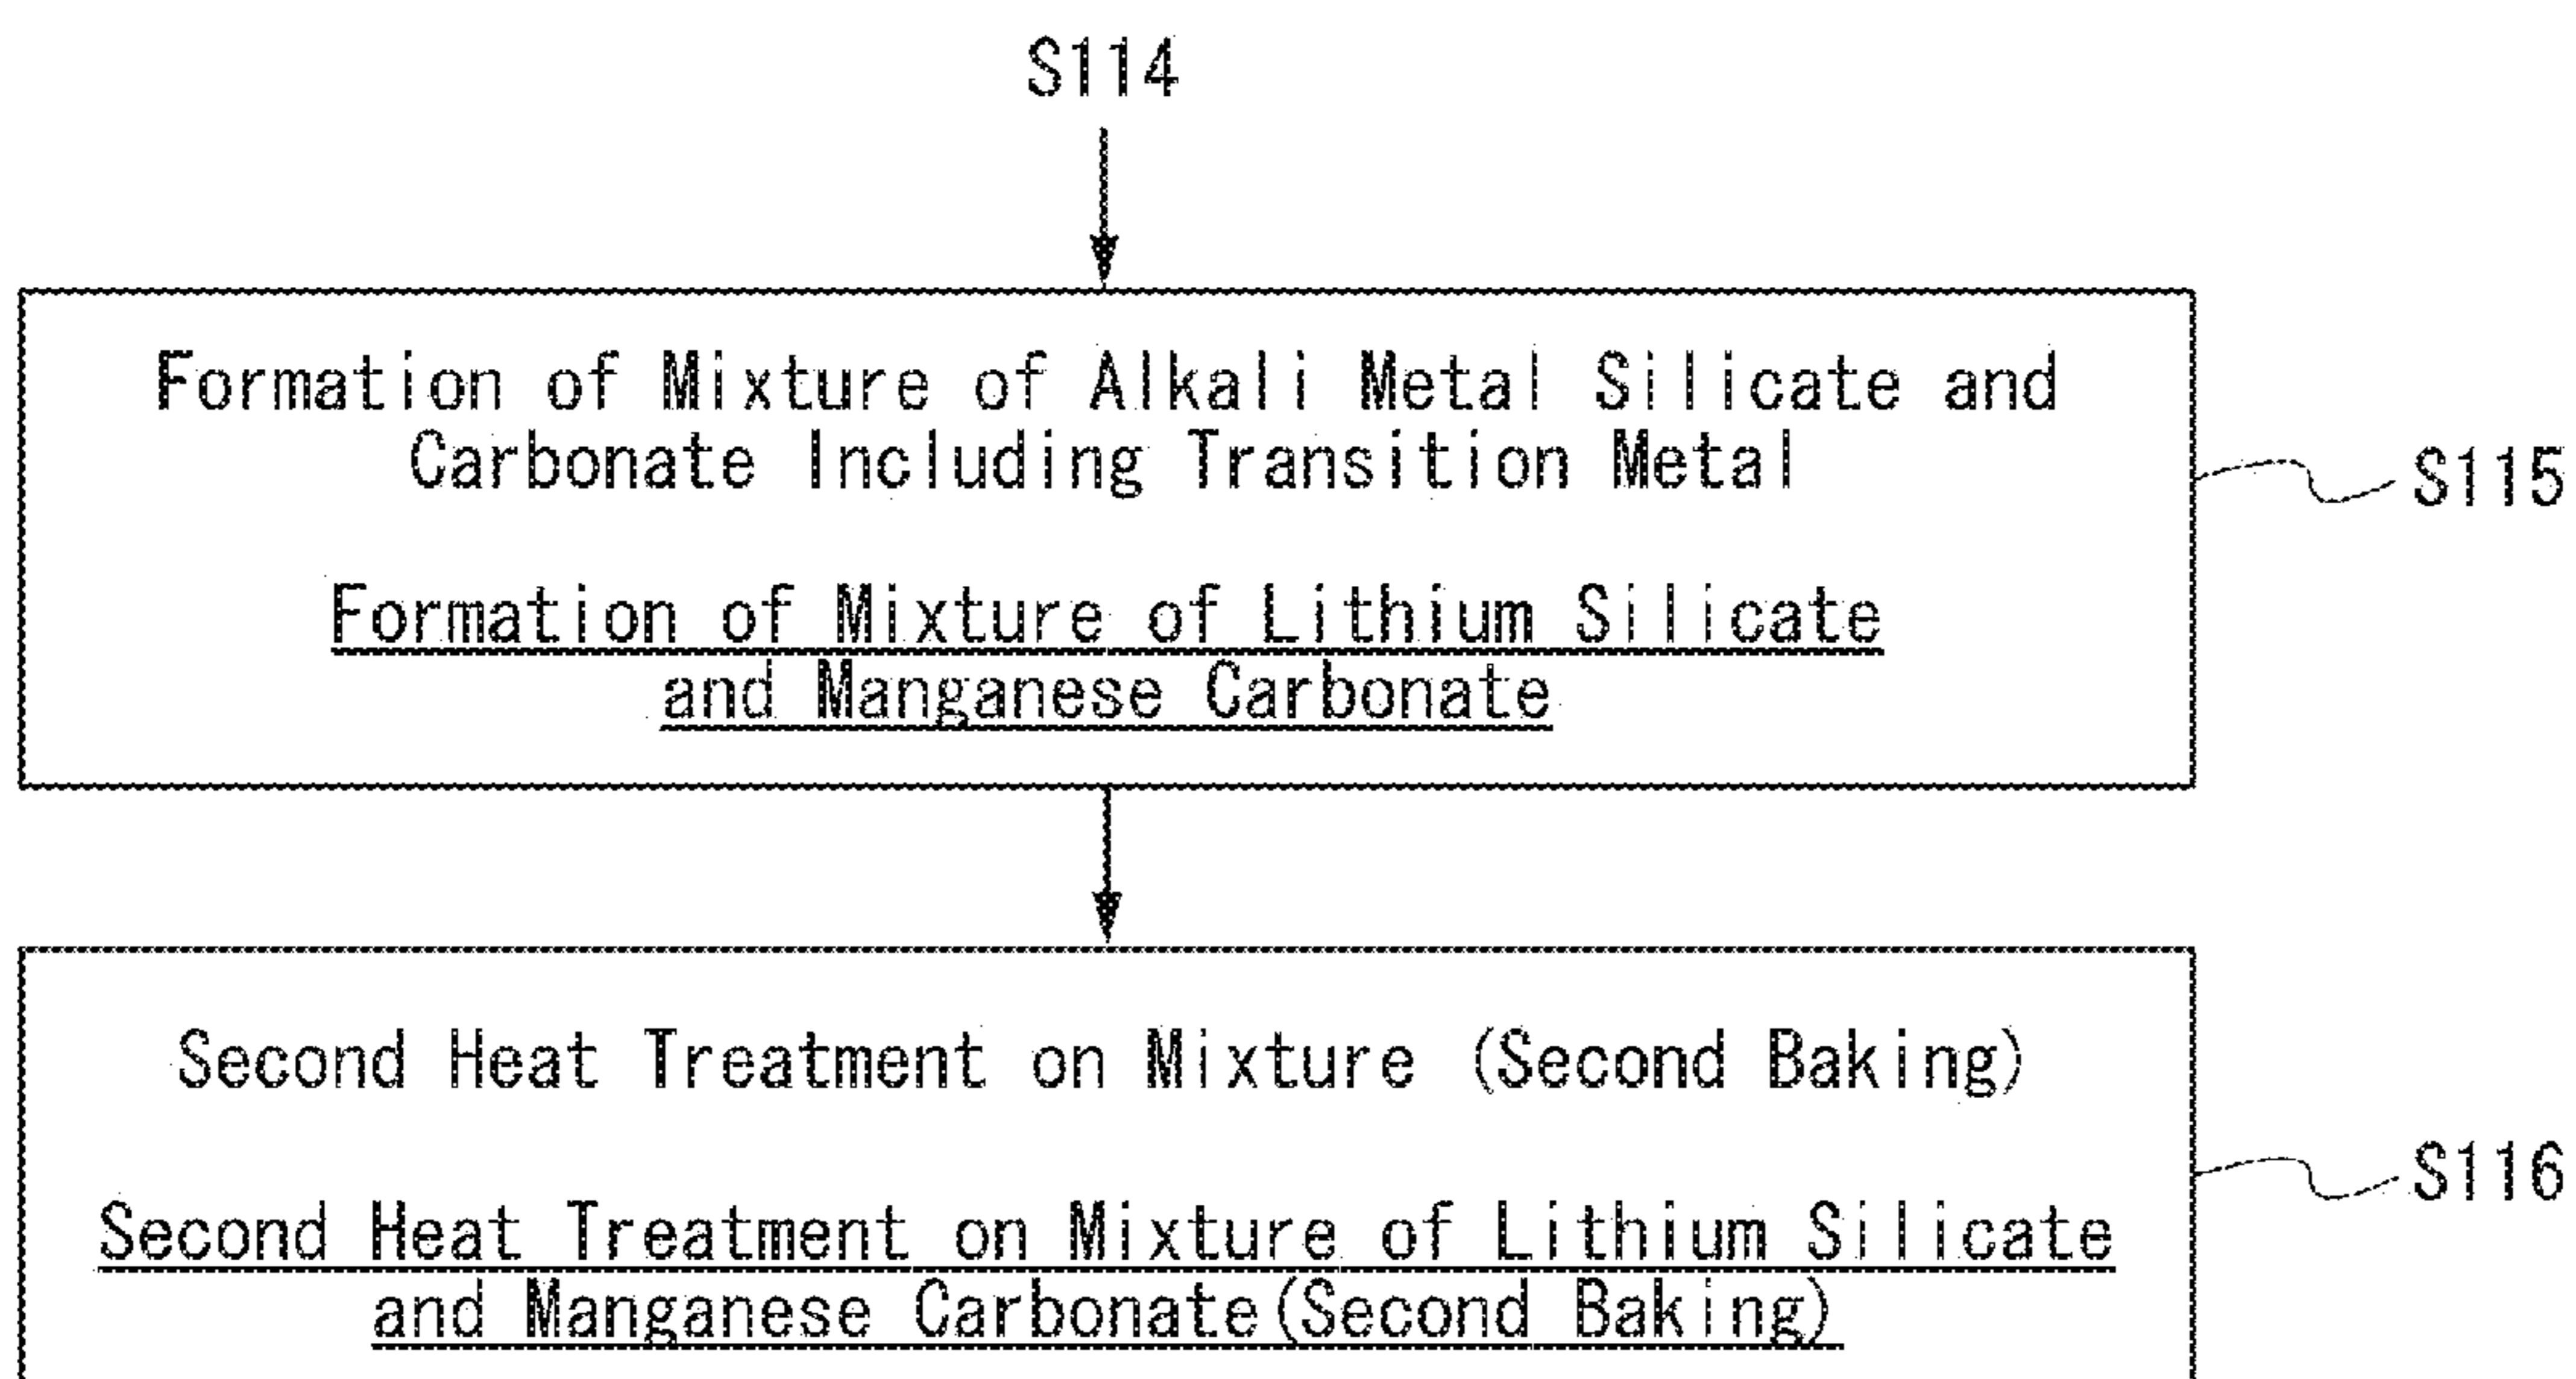 S114
Formation of Mixture of Alkali Metal Silicate and
Carbonate Including Transition Metal
S115
Formation of Mixture of Lithium Silicate
and Manganese Carbonate
Second Heat Treatment on Mixture (Second Baking)
S116
Second Heat Treatment on Mixture of Lithium Silicate
and Manganese Carbonate(Second Baking)